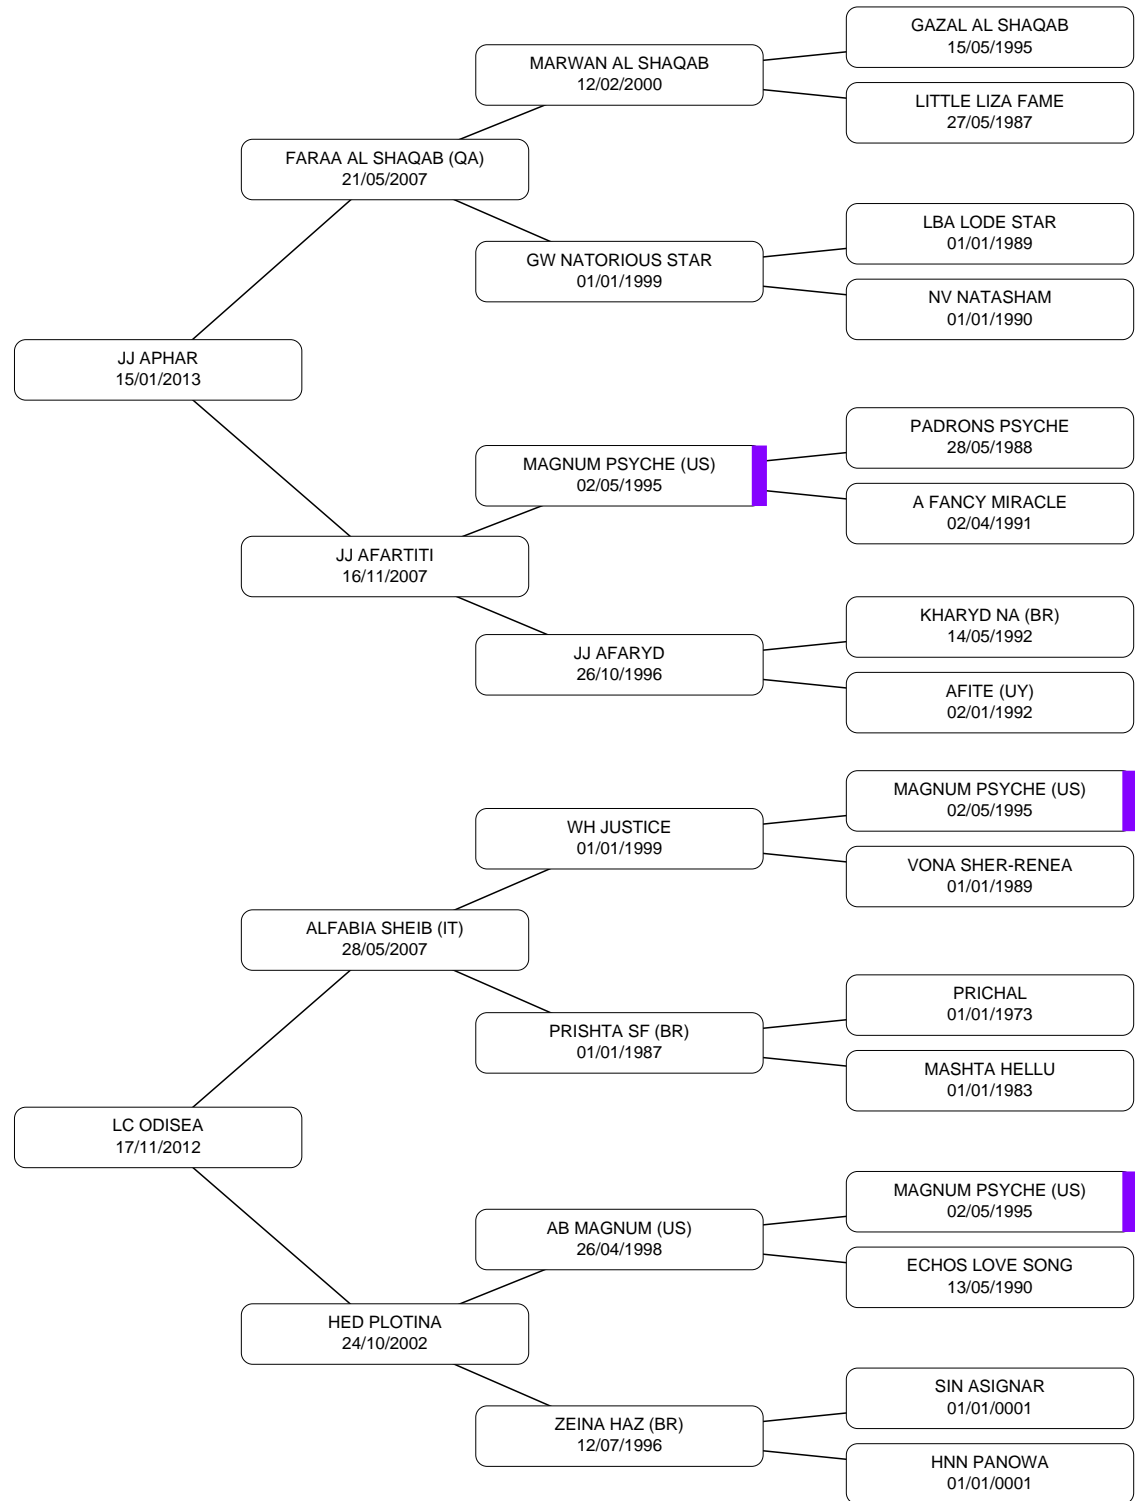 GAZAL AL SHAQAB
15/05/1995
MARWAN AL SHAQAB
12/02/2000
LITTLE LIZA FAME
27/05/1987
FARAA AL SHAQAB (QA)
21/05/2007
LBA LODE STAR
01/01/1989
GW NATORIOUS STAR
01/01/1999
NV NATASHAM
01/01/1990
JJ APHAR
15/01/2013
PADRONS PSYCHE
28/05/1988
MAGNUM PSYCHE (US)
02/05/1995
A FANCY MIRACLE
02/04/1991
JJ AFARTITI
16/11/2007
KHARYD NA (BR)
14/05/1992
JJ AFARYD
26/10/1996
AFITE (UY)
02/01/1992
MAGNUM PSYCHE (US)
02/05/1995
WH JUSTICE
01/01/1999
VONA SHER-RENEA
01/01/1989
ALFABIA SHEIB (IT)
28/05/2007
PRICHAL
01/01/1973
PRISHTA SF (BR)
01/01/1987
MASHTA HELLU
01/01/1983
LC ODISEA
17/11/2012
MAGNUM PSYCHE (US)
02/05/1995
AB MAGNUM (US)
26/04/1998
ECHOS LOVE SONG
13/05/1990
HED PLOTINA
24/10/2002
SIN ASIGNAR
01/01/0001
ZEINA HAZ (BR)
12/07/1996
HNN PANOWA
01/01/0001